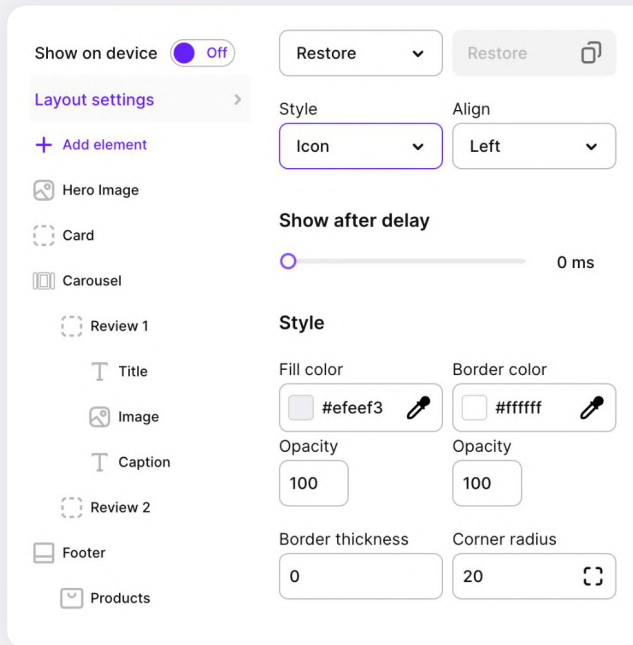 Show on device
Off
Layout settings
Add element
Hero Image
Card
Carousel
Review 1
Title
Image
Caption
Review 2
Footer
Products
Restore
Restore
Style
Align
Icon
Left
Show after delay
0 ms
Style
Fill color
Border color
#efeef3
#ffffff
Opacity
Opacity
100
100
Border thickness
Corner radius
0
20